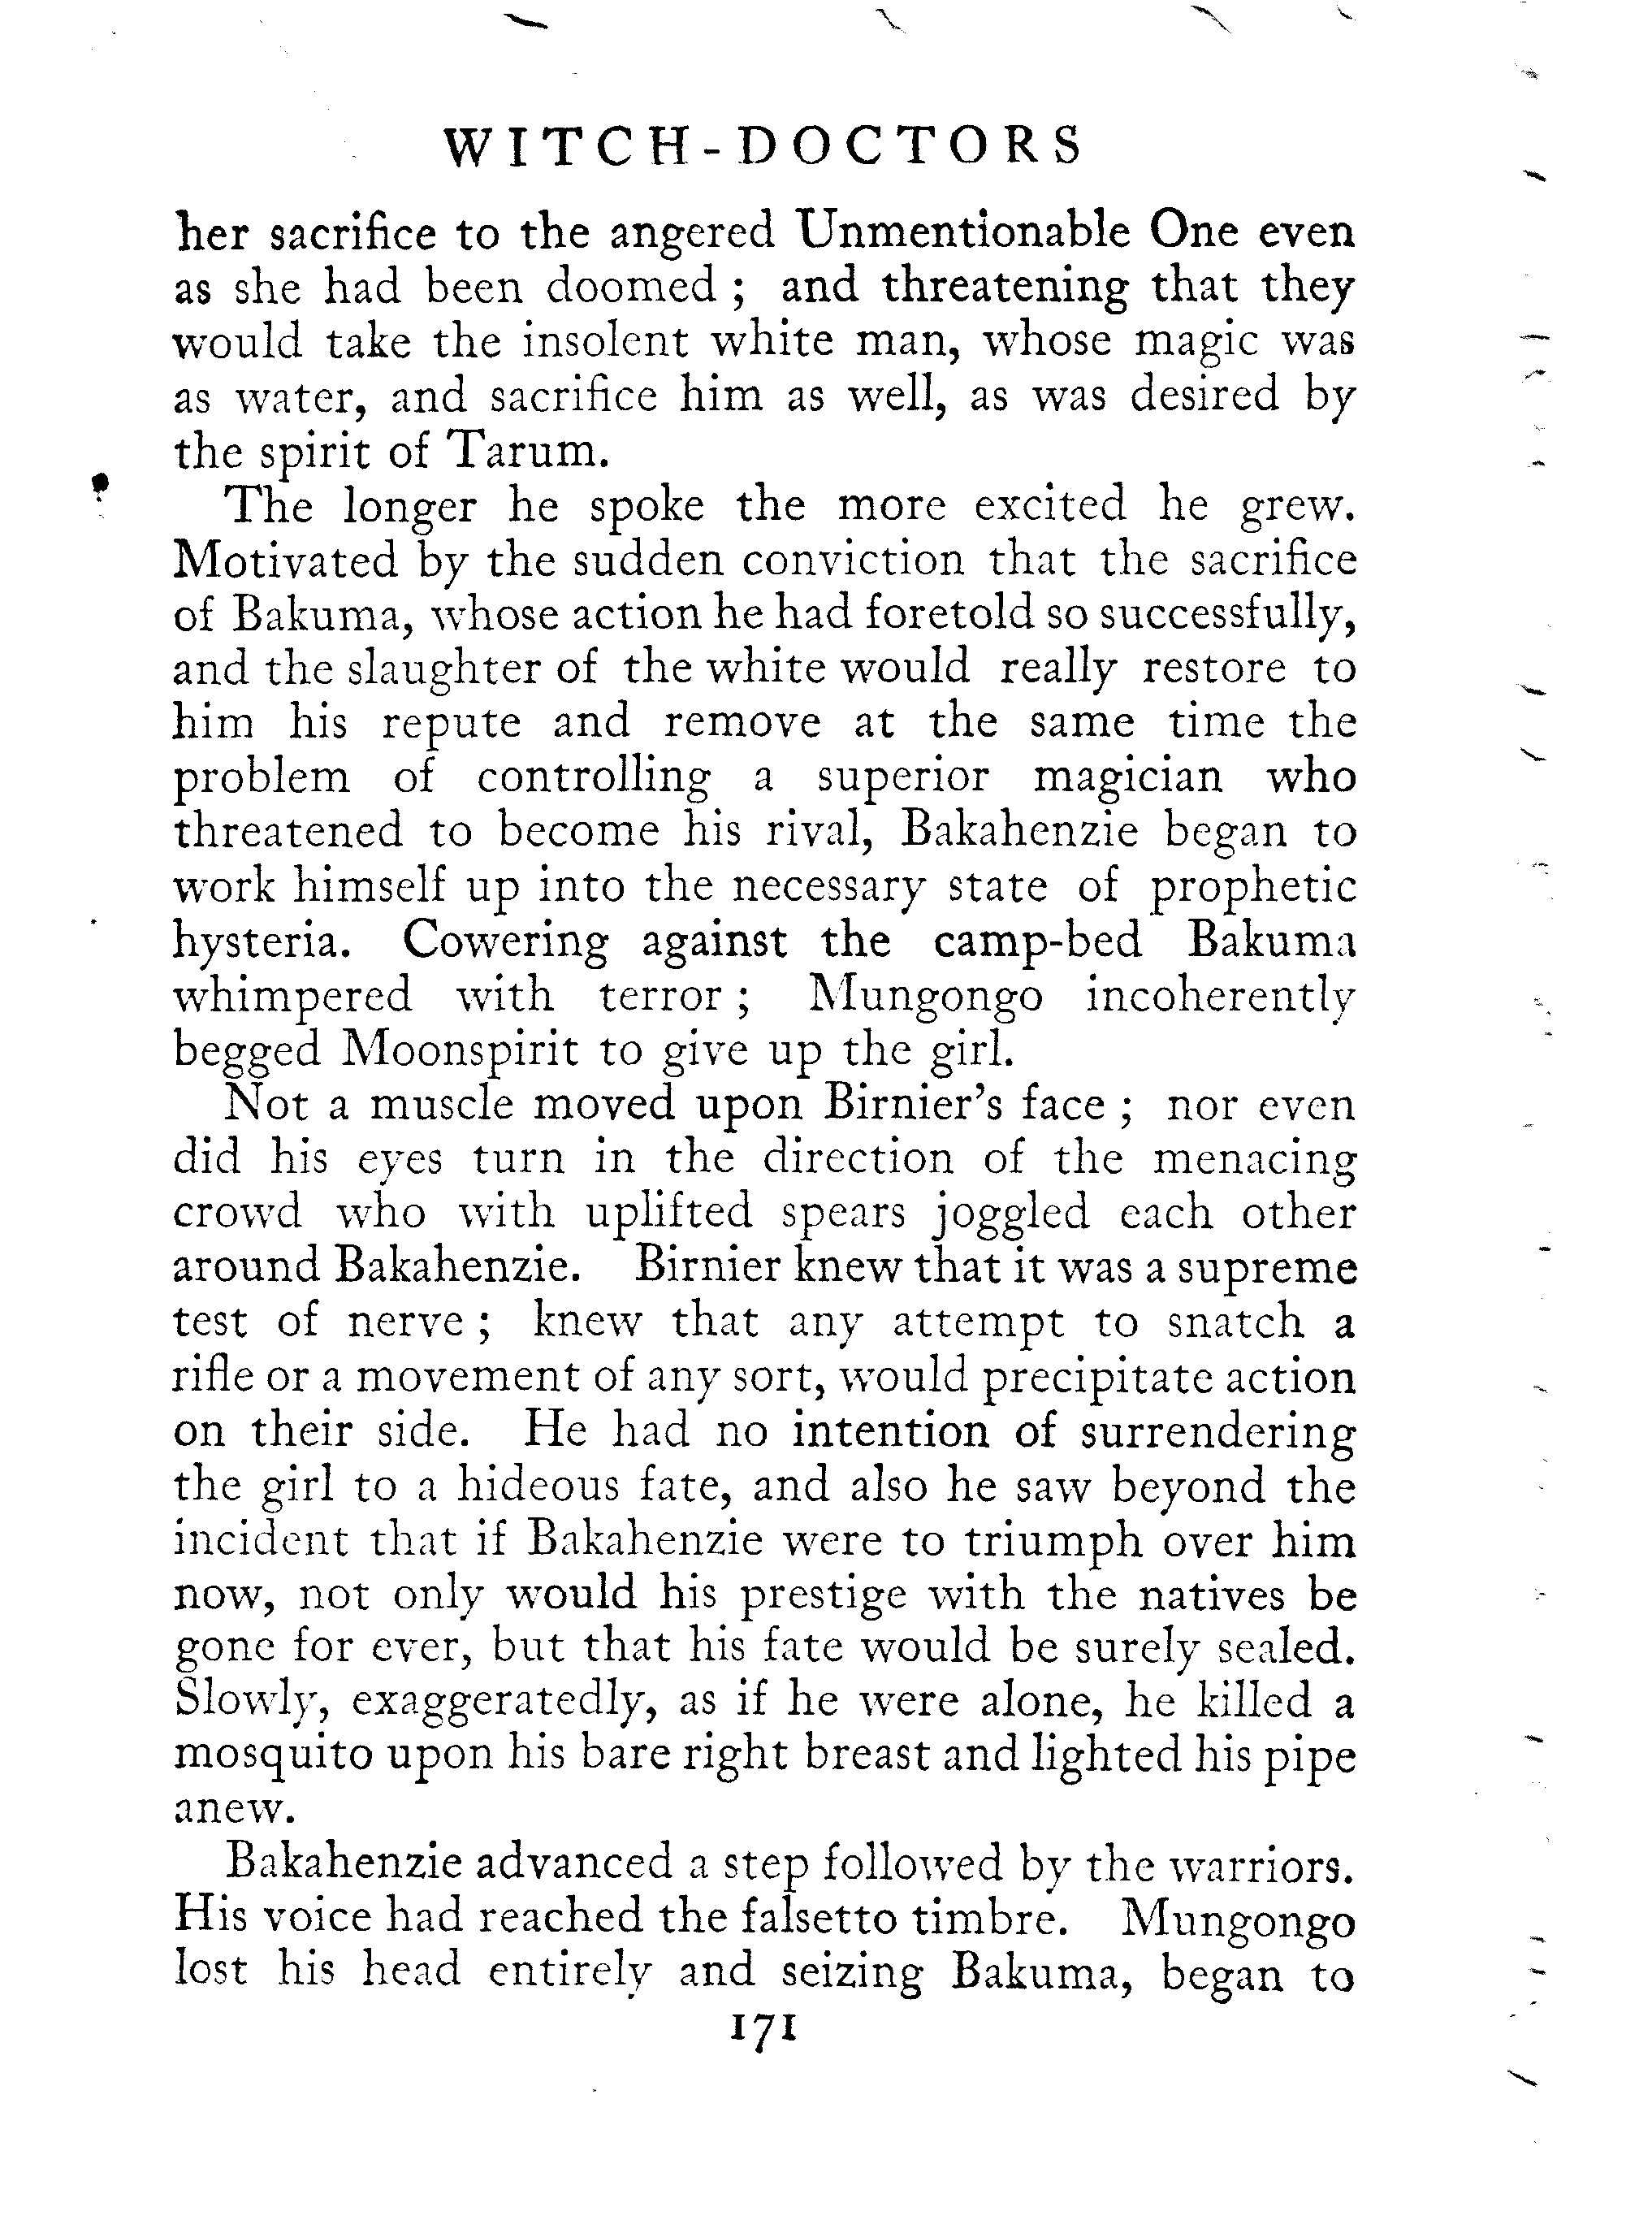 WITCH-DOCTORS
her sacrifice to the angered Unmentionable One even
as she had been doomed ; and threatening that they
would take the insolent white man, whose magic was
as water, and sacrifice him as well, as was desired by
the spirit of Tarum.
The longer he spoke the more excited he grew.
Motivated by the sudden conviction that the sacrifice
of Bakuma, whose action he had foretold so successfully,
and the slaughter of the white would really restore to
him his repute and remove at the same time the
problem of controlling a superior magician who
threatened to become his rival, Bakahenzie began to
work himself up into the necessary state of prophetic
hysteria. Cowering against the camp-bed Bakuma
whimpered with terror ; Mungongo incoherently
begged Moonspirit to give up the girl.
Not a muscle moved upon Birnier's face ; nor even
did his eyes turn in the direction of the menacing
crowd who with uplifted spears joggled each other
around Bakahenzie. Birnier knew that it was a supreme
test of nerve ; knew that any attempt to snatch a
rifle or a movement of any sort, would precipitate action
on their side. He had no intention of surrendering
the girl to a hideous fate, and also he saw beyond the
incident that if Bakahenzie were to triumph over him
now, not only would his prestige with the natives be
gone for ever, but that his fate would be surely sealed.
Slowly, exaggeratedly, as if he were alone, he killed a
mosquito upon his bare right breast and lighted his pipe
anew.
Bakahenzie advanced a step followed by the warriors.
His voice had reached the falsetto timbre. Mungongo
lost his head entirely and seizing Bakuma, began to
171